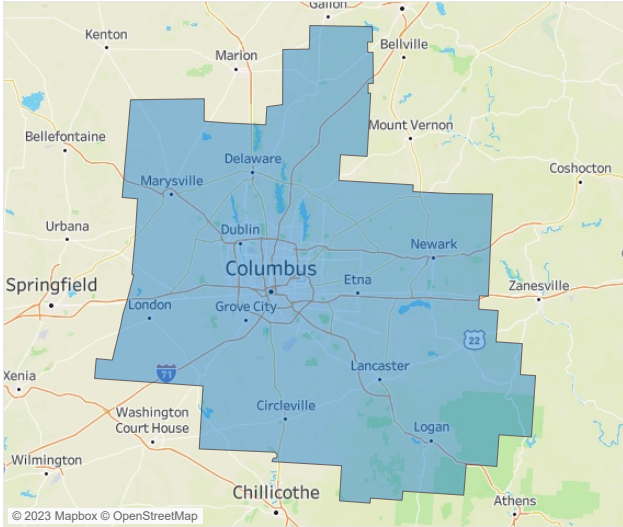 Galion
Kenton
Bellville
Marion
Mount Vernon
Bellefontaine
Delaware
Coshocton
Marysville
Urbana
Dublin
Newark
Columbus
Springfield
Etna
Zanesville
London
Grove City
22
Lancaster
71
Xenia
Circleville
Washington
Court House
Logan
Wilmington
Chillicothe
Athens
© 2023 Mapbox © OpenStreetMap